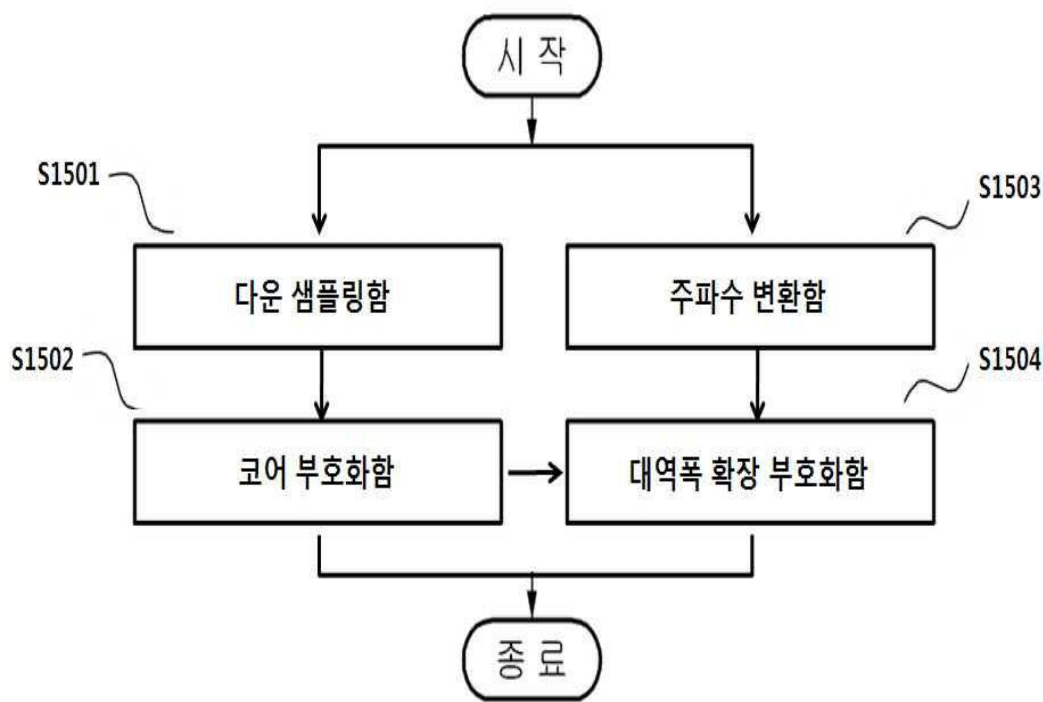 시 작
S1501
S1503
다운 샘플링함
주파수 변환함
S1502
S1504
코어 부호화함
대역폭 확장 부호화함
종 료